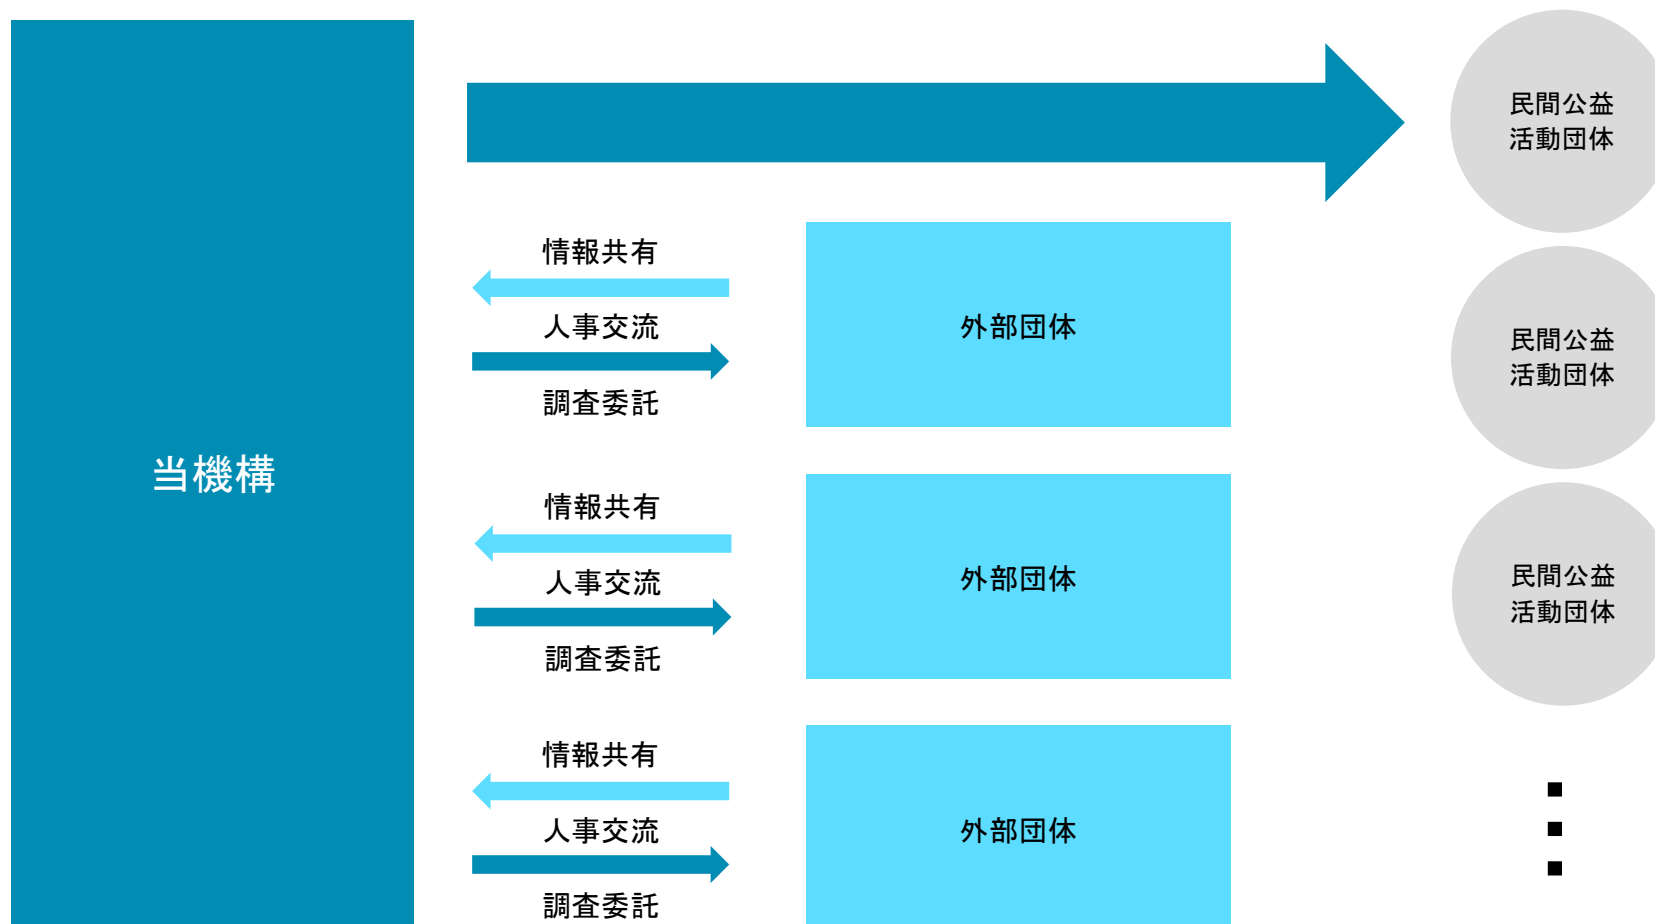 当機構
民間公益
活動団体
情報共有
人事交流
調査委託
外部団体
民間公益
活動団体
情報共有
人事交流
調査委託
外部団体
民間公益
活動団体
情報共有
人事交流
調査委託
外部団体